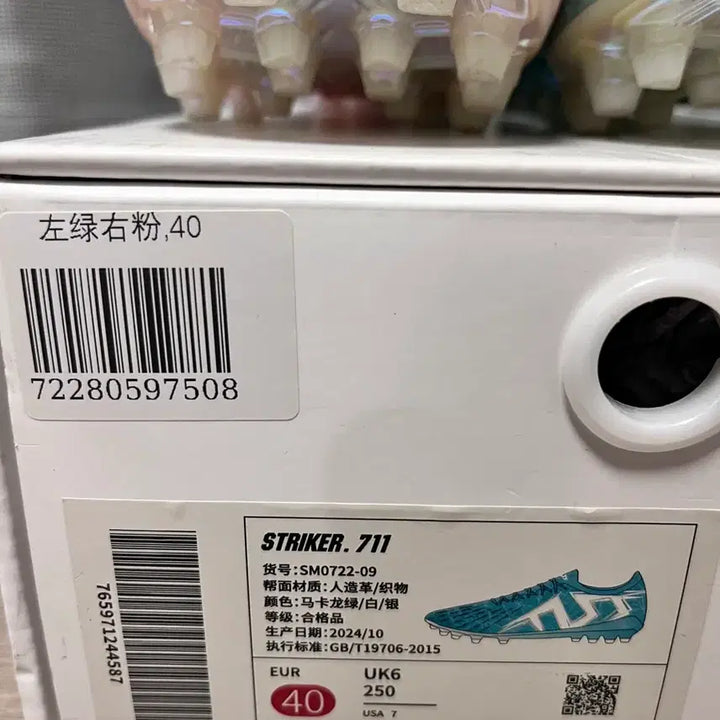 左绿右粉,40
72280597508
765971244587
STRIKER. 711
货号:SM0722-09
帮面材质:人造革/织物
颜色:马卡龙绿/白/银
等级:合格品
生产日期:2024/10
执行标准:GB/T19706-2015
EUR
40
UK6
250
USA 7